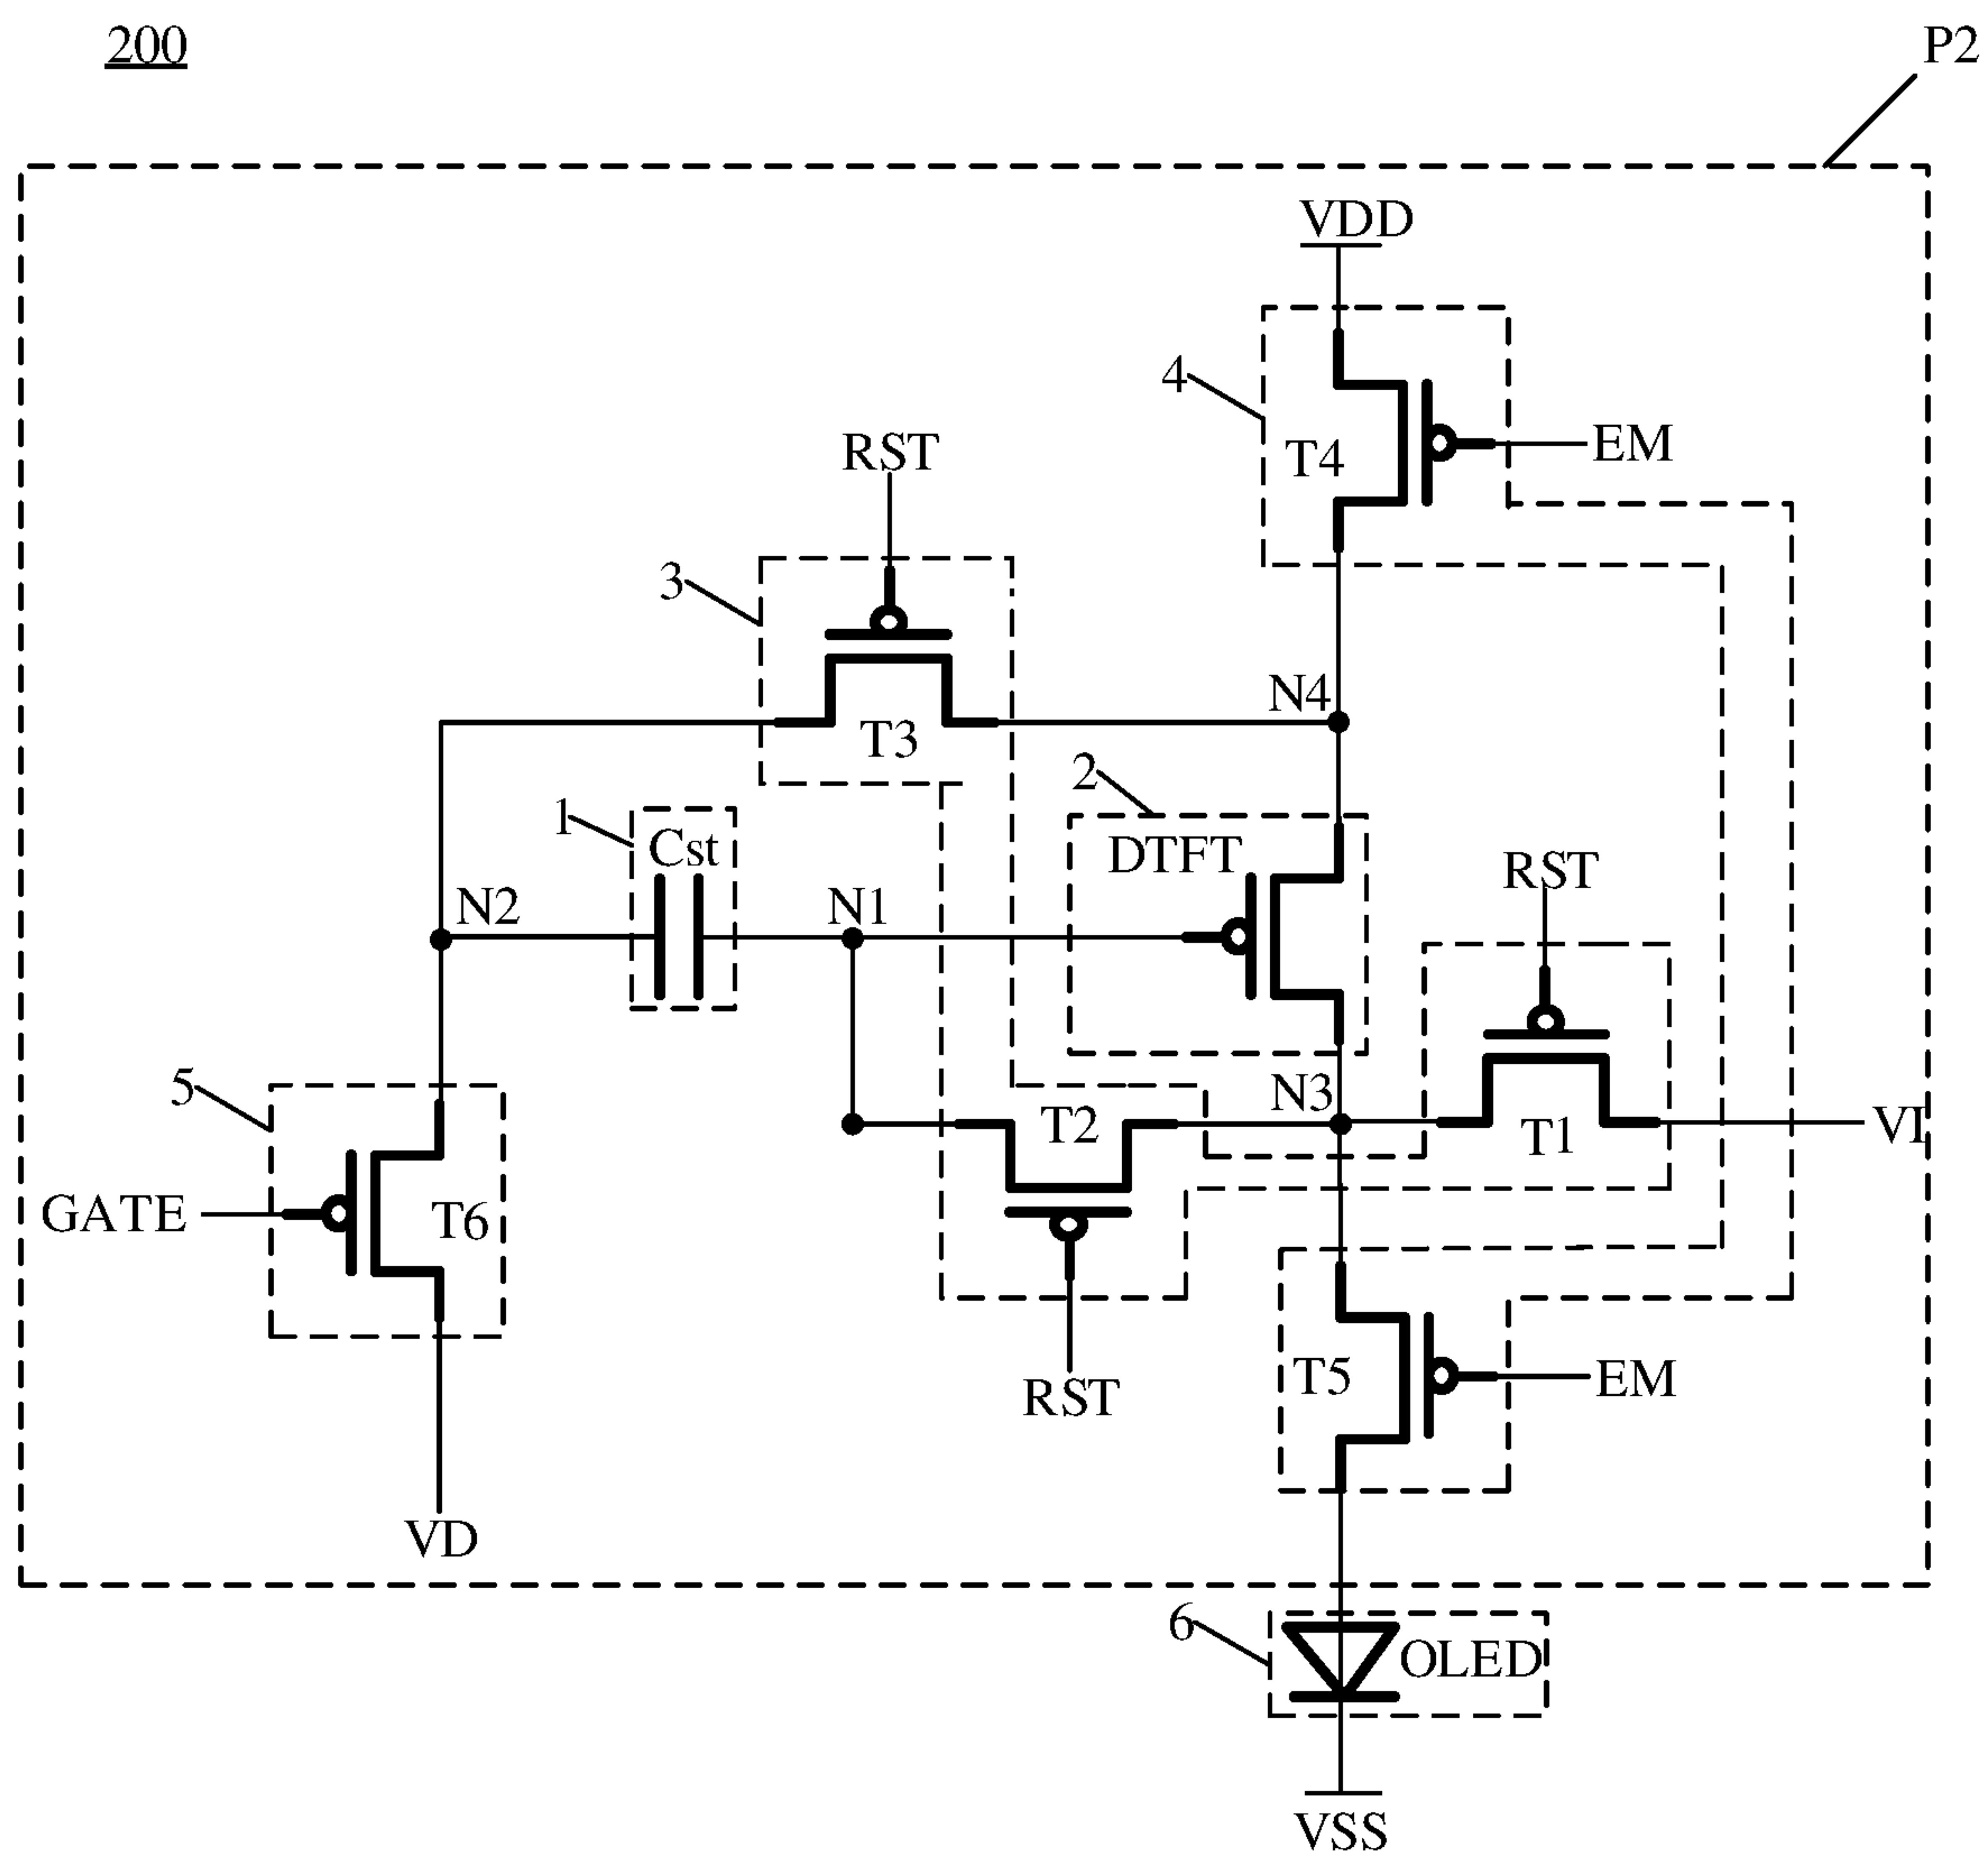 200
P2
VDD
4
T4
EM
RST
3
T3
N4
2
DTFT
1
Cst
RST
N2
N1
5
T2
N3
T1
VI
GATE
T6
T5
EM
RST
VD
6
OLED
VSS